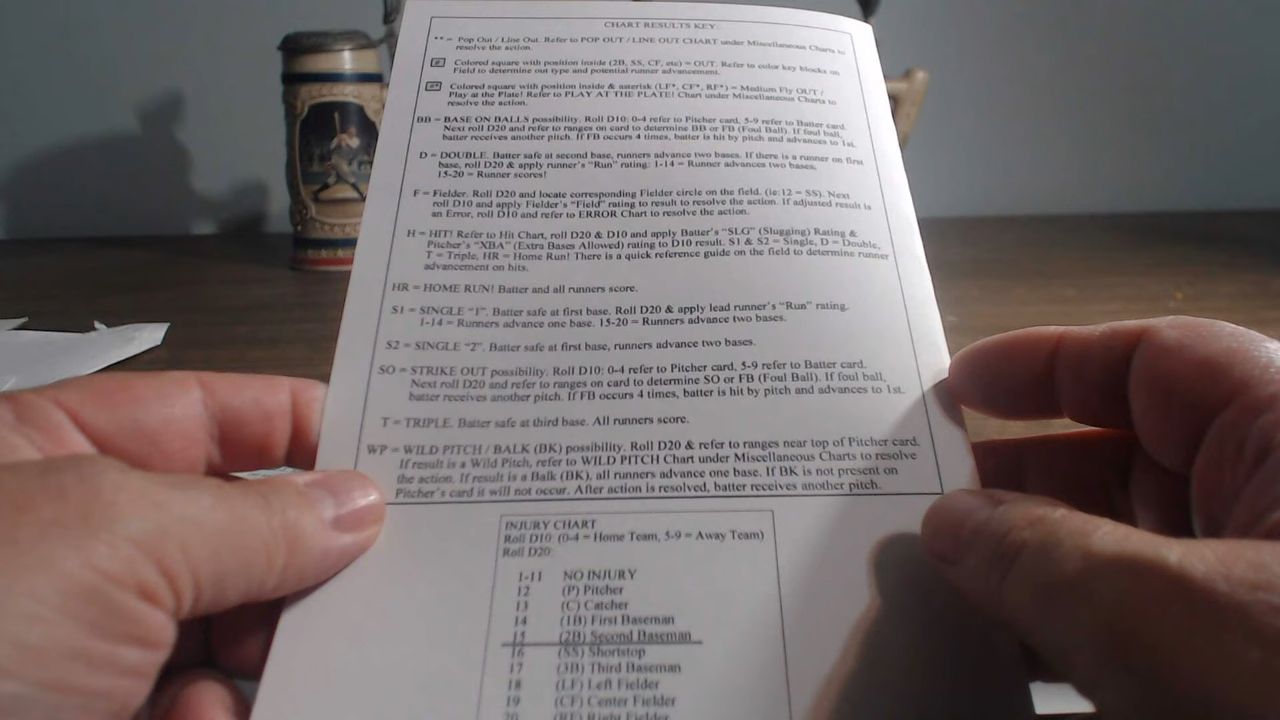 CHART RESULTS KEY:
** = Pop Out / Line Out. Refer to POP OUT / LINE OUT CHART under Miscellaneous Charts to
resolve the action.
# Colored square with position inside (2B, SS, CF, etc) = OUT. Refer to color key blocks on
Field to determine out type and potential runner advancement.
#* Colored square with position inside & asterisk (LF*, CF*, RF*) = Medium Fly OUT /
Play at the Plate! Refer to PLAY AT THE PLATE! Chart under Miscellaneous Charts to
resolve the action.
BB = BASE ON BALLS possibility. Roll D10: 0-4 refer to Pitcher card, 5-9 refer to Batter card.
Next roll D20 and refer to ranges on card to determine BB or FB (Foul Ball). If foul ball,
batter receives another pitch. If FB occurs 4 times, batter is hit by pitch and advances to 1st.
D = DOUBLE. Batter safe at second base, runners advance two bases. If there is a runner on first
base, roll D20 & apply runner's "Run" rating: 1-14 = Runner advances two bases,
15-20 = Runner scores!
F = Fielder. Roll D20 and locate corresponding Fielder circle on the field. (ie:12 = SS). Next
roll D10 and apply Fielder's "Field" rating to result to resolve the action. If adjusted result is
an Error, roll D10 and refer to ERROR Chart to resolve the action.
H = HIT! Refer to Hit Chart, roll D20 & D10 and apply Batter's "SLG" (Slugging) Rating &
Pitcher's "XBA" (Extra Bases Allowed) rating to D10 result. S1 & S2 = Single, D = Double,
T = Triple, HR = Home Run! There is a quick reference guide on the field to determine runner
advancement on hits.
HR = HOME RUN! Batter and all runners score.
S1 = SINGLE "1". Batter safe at first base. Roll D20 & apply lead runner's "Run" rating.
1-14 = Runners advance one base. 15-20 = Runners advance two bases.
S2 = SINGLE "2". Batter safe at first base, runners advance two bases.
SO = STRIKE OUT possibility. Roll D10: 0-4 refer to Pitcher card, 5-9 refer to Batter card.
Next roll D20 and refer to ranges on card to determine SO or FB (Foul Ball). If foul ball,
batter receives another pitch. If FB occurs 4 times, batter is hit by pitch and advances to 1st.
T = TRIPLE. Batter safe at third base. All runners score.
WP = WILD PITCH / BALK (BK) possibility. Roll D20 & refer to ranges near top of Pitcher card.
If result is a Wild Pitch, refer to WILD PITCH Chart under Miscellaneous Charts to resolve
the action. If result is a Balk (BK), all runners advance one base. If BK is not present on
Pitcher's card it will not occur. After action is resolved, batter receives another pitch.
INJURY CHART
Roll D10: (0-4 = Home Team, 5-9 = Away Team)
Roll D20:
1-11 NO INJURY
12 (P) Pitcher
13 (C) Catcher
14 (1B) First Baseman
15 (2B) Second Baseman
16 (SS) Shortstop
17 (3B) Third Baseman
18 (LF) Left Fielder
19 (CF) Center Fielder
20 (RF) Right Fielder